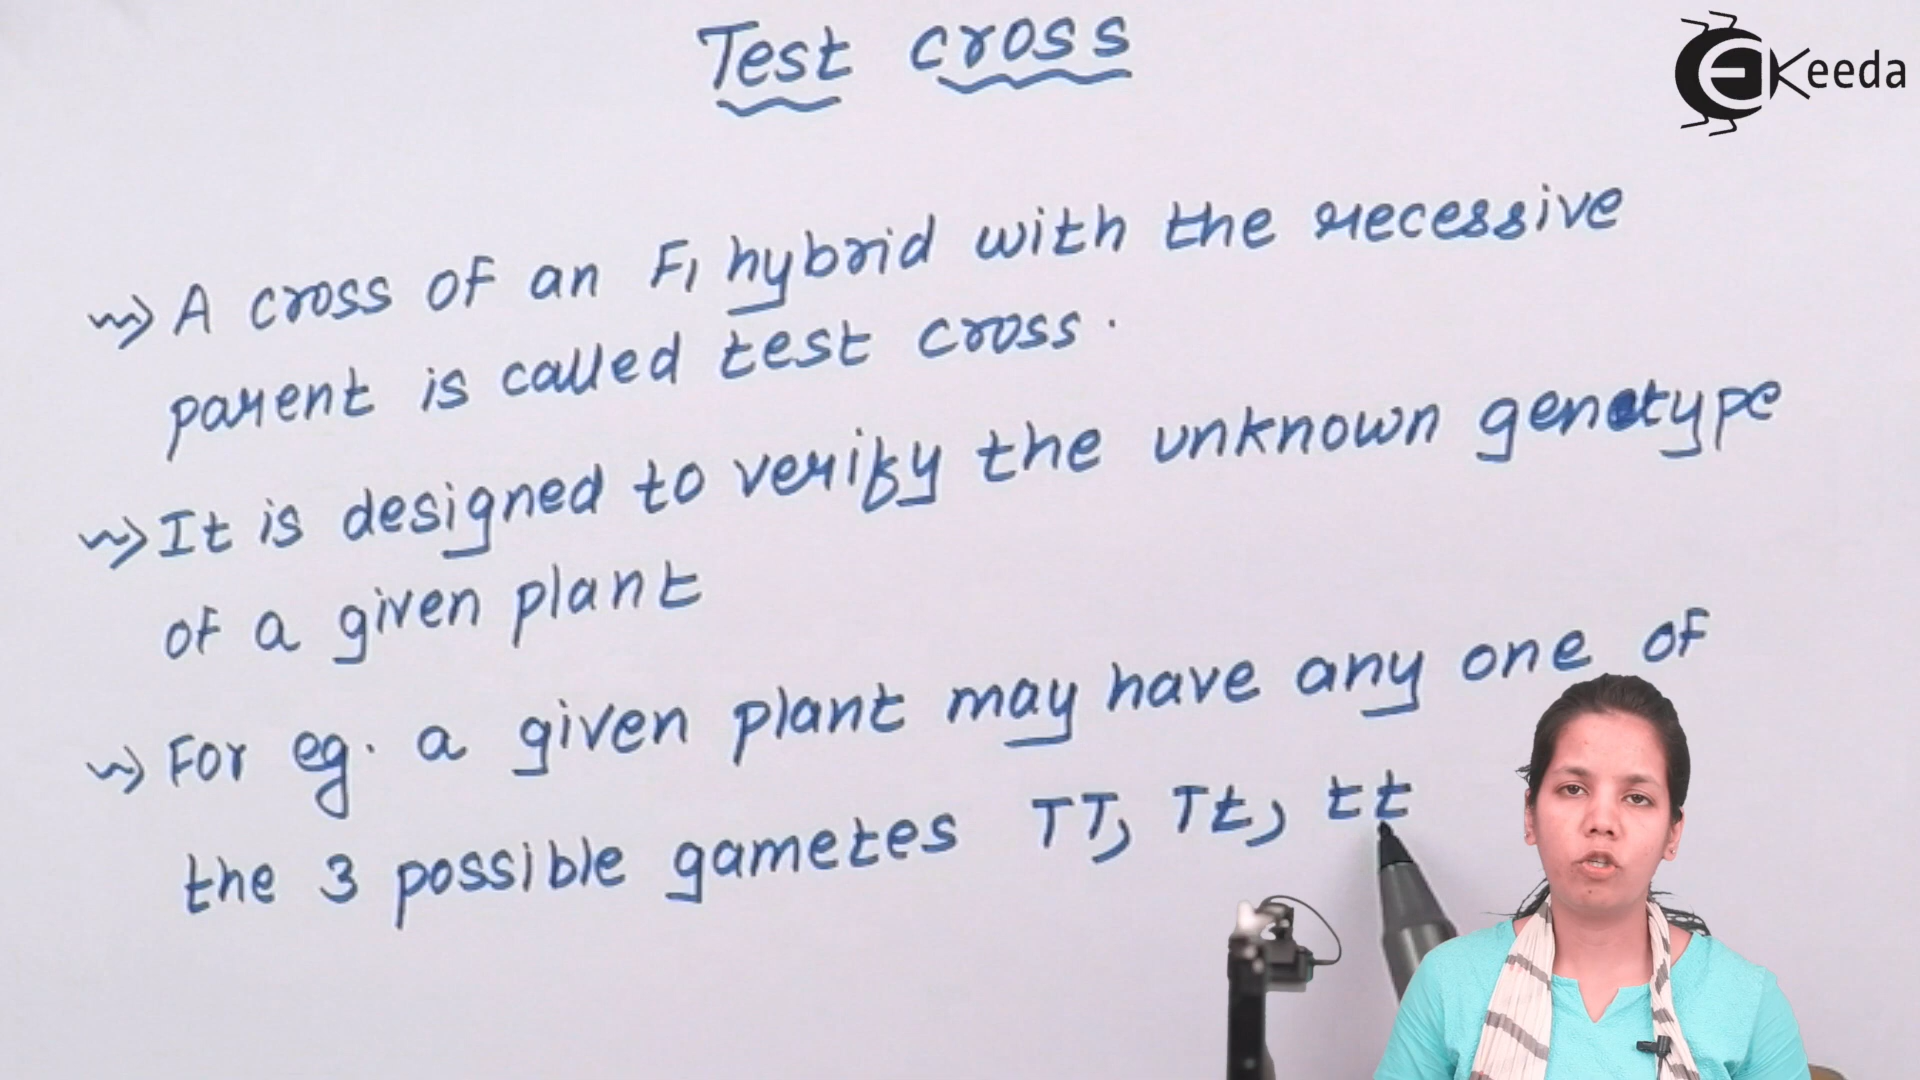 Test cross
EKeeda
A cross of an F1 hybrid with the recessive
parent is called test cross.
It is designed to verify the unknown genotype
of a given plant
For eg. a given plant may have any one of
the 3 possible gametes TT, Tt, tt